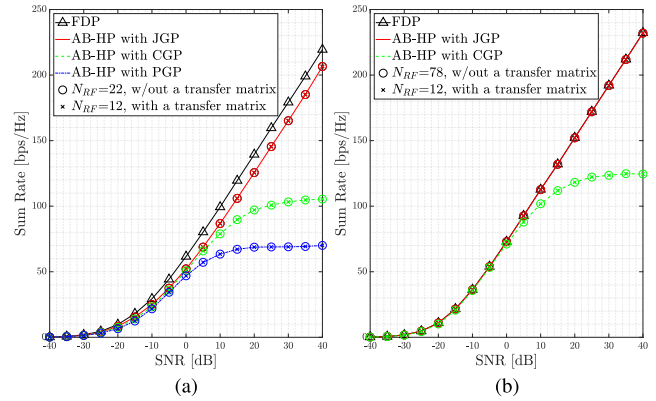 FDP
AB-HP with JGP
AB-HP with CGP
AB-HP with PGP
N_RF=22, w/out a transfer matrix
N_RF=12, with a transfer matrix
Sum Rate [bps/Hz]
200
150
100
50
0
-40 -30 -20 -10 0 10 20 30 40
SNR [dB]
(a)
FDP
AB-HP with JGP
AB-HP with CGP
N_RF=78, w/out a transfer matrix
N_RF=12, with a transfer matrix
Sum Rate [bps/Hz]
200
150
100
50
0
-40 -30 -20 -10 0 10 20 30 40
SNR [dB]
(b)